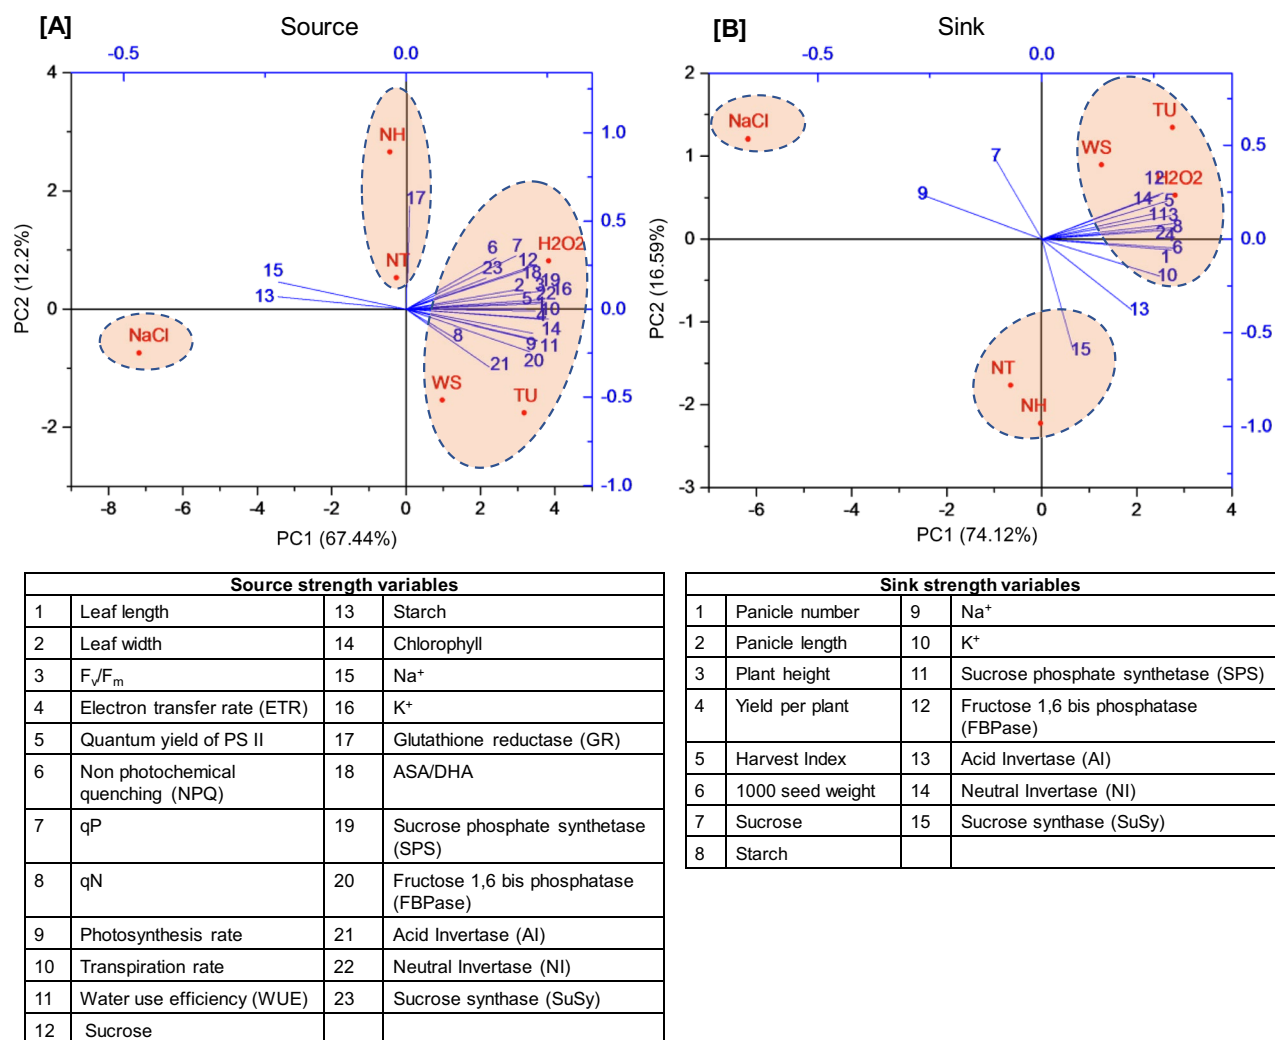 [A]
Source
-0.5
0.0
4
2
0
-2
1.0
0.5
0.0
-0.5
-1.0
NH
17
NT
6
7
H2O2
12
23
18
19
2
3
16
22
5
10
4
14
8
9
11
20
21
15
13
NaCl
WS
TU
-8
-6
-4
-2
0
2
4
PC1 (67.44%)
PC2 (12.2%)
[B]
Sink
-0.5
0.0
2
1
0
-1
-2
-3
0.5
0.0
-0.5
-1.0
NaCl
TU
7
WS
9
12
H2O2
14
5
11
3
8
2
4
6
1
10
13
15
NT
NH
-6
-4
-2
0
2
4
PC1 (74.12%)
PC2 (16.59%)
Source strength variables
1 Leaf length 13 Starch
2 Leaf width 14 Chlorophyll
3 Fv/Fm 15 Na+
4 Electron transfer rate (ETR) 16 K+
5 Quantum yield of PS II 17 Glutathione reductase (GR)
6 Non photochemical 18 ASA/DHA
quenching (NPQ)
7 qP 19 Sucrose phosphate synthetase
(SPS)
8 qN 20 Fructose 1,6 bis phosphatase
(FBPase)
9 Photosynthesis rate 21 Acid Invertase (AI)
10 Transpiration rate 22 Neutral Invertase (NI)
11 Water use efficiency (WUE) 23 Sucrose synthase (SuSy)
12 Sucrose
Sink strength variables
1 Panicle number 9 Na+
2 Panicle length 10 K+
3 Plant height 11 Sucrose phosphate synthetase (SPS)
4 Yield per plant 12 Fructose 1,6 bis phosphatase
(FBPase)
5 Harvest Index 13 Acid Invertase (AI)
6 1000 seed weight 14 Neutral Invertase (NI)
7 Sucrose 15 Sucrose synthase (SuSy)
8 Starch